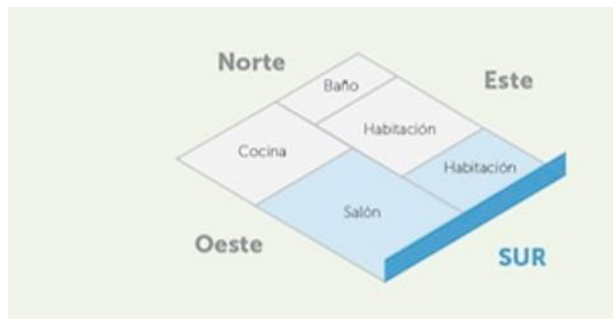 Norte
Este
Baño
Habitación
Cocina
Habitación
Salón
Oeste
SUR